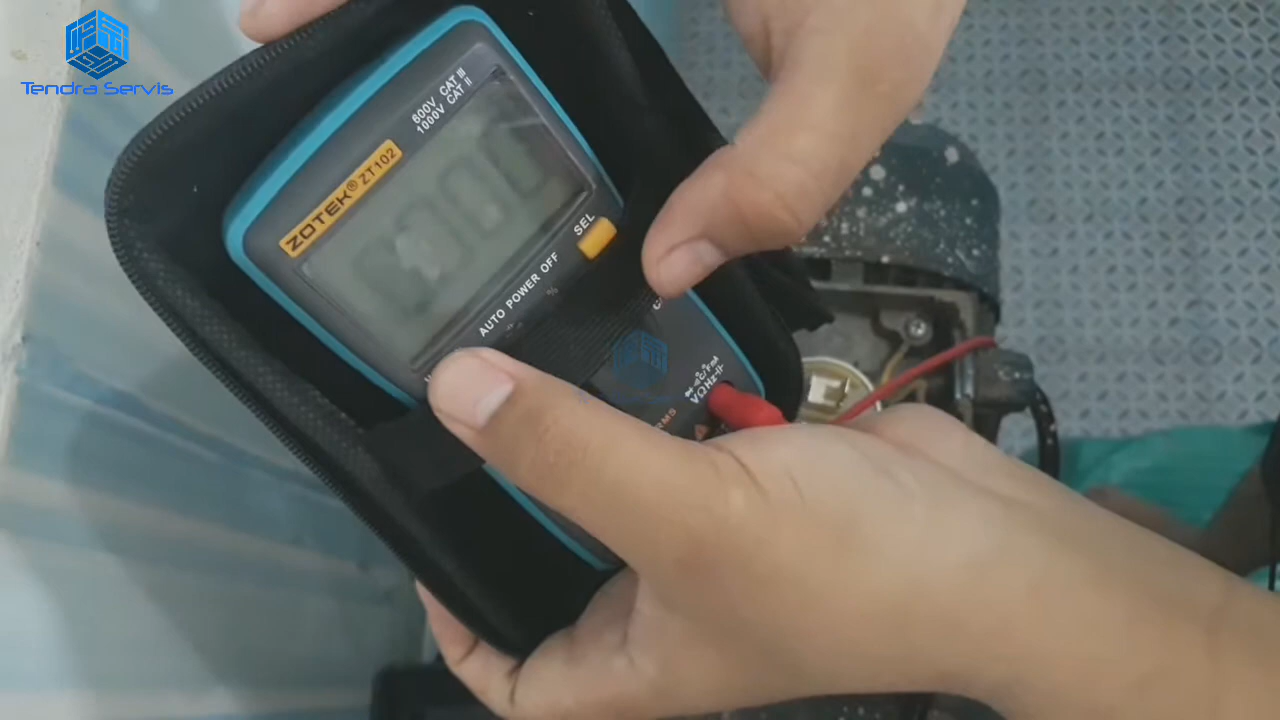 Tendra Servis
600V CAT III
1000V CAT II
ZOTEK® ZT102
SEL
AUTO POWER OFF
VΩHz